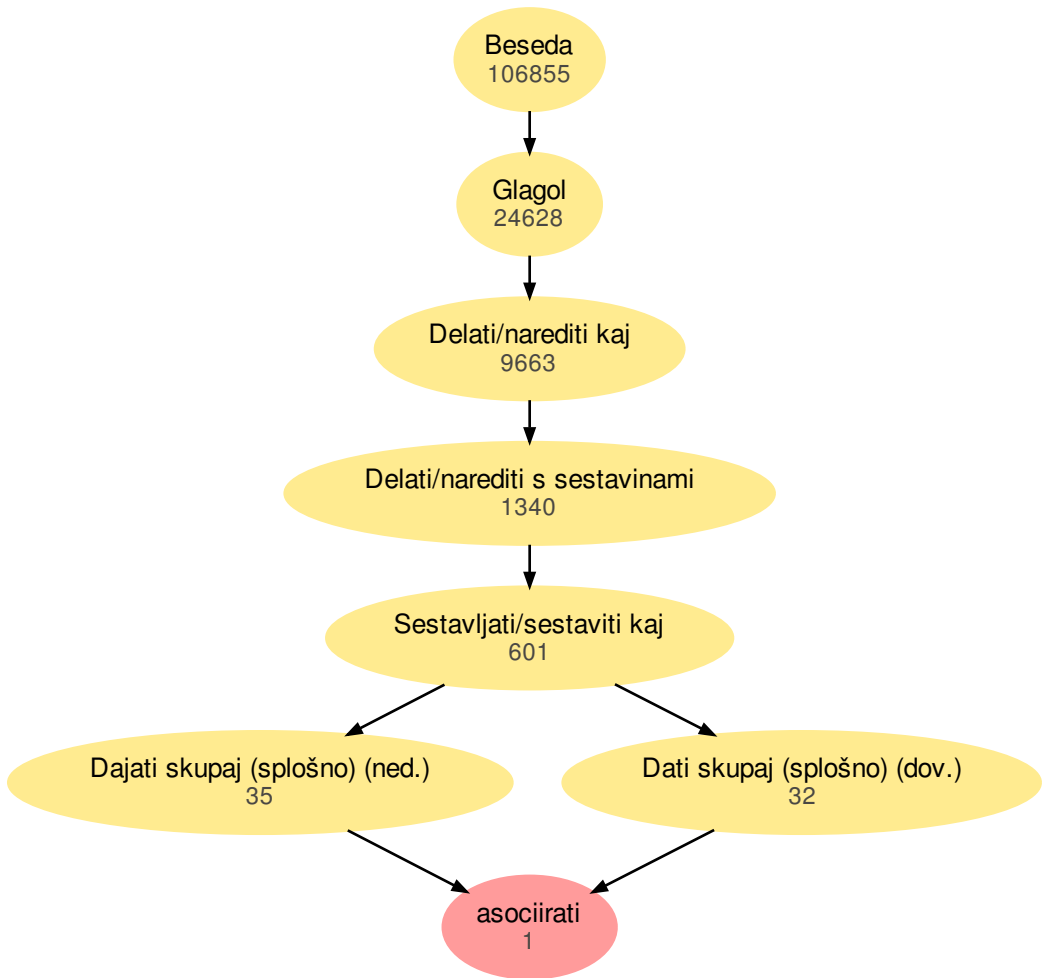 Beseda
106855
Glagol
24628
Delati/narediti kaj
9663
Delati/narediti s sestavinami
1340
Sestavljati/sestaviti kaj
601
Dajati skupaj (splošno) (ned.)
35
Dati skupaj (splošno) (dov.)
32
asociirati
1